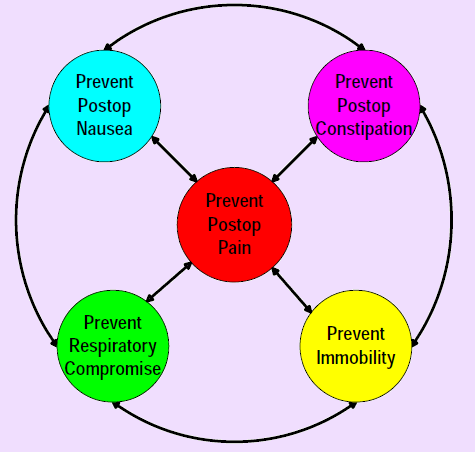 Prevent
Postop
Nausea
Prevent
Postop
Constipation
Prevent
Postop
Pain
Prevent
Respiratory
Compromise
Prevent
Immobility